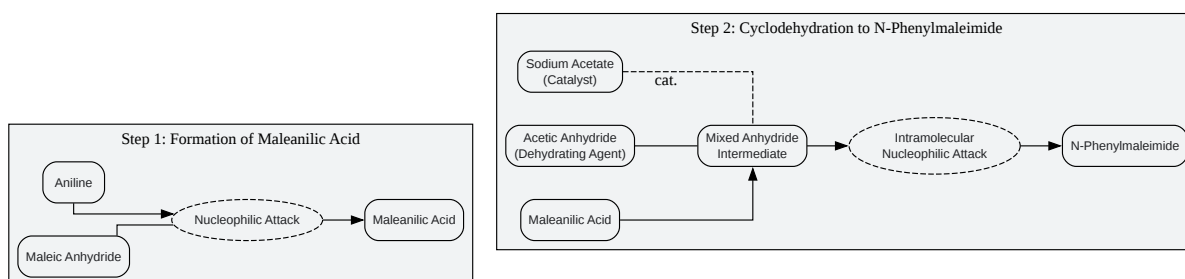 Step 1: Formation of Maleanilic Acid
Aniline
Nucleophilic Attack
Maleanilic Acid
Maleic Anhydride
Step 2: Cyclodehydration to N-Phenylmaleimide
Sodium Acetate
(Catalyst)
cat.
Acetic Anhydride
(Dehydrating Agent)
Mixed Anhydride
Intermediate
Intramolecular
Nucleophilic Attack
N-Phenylmaleimide
Maleanilic Acid